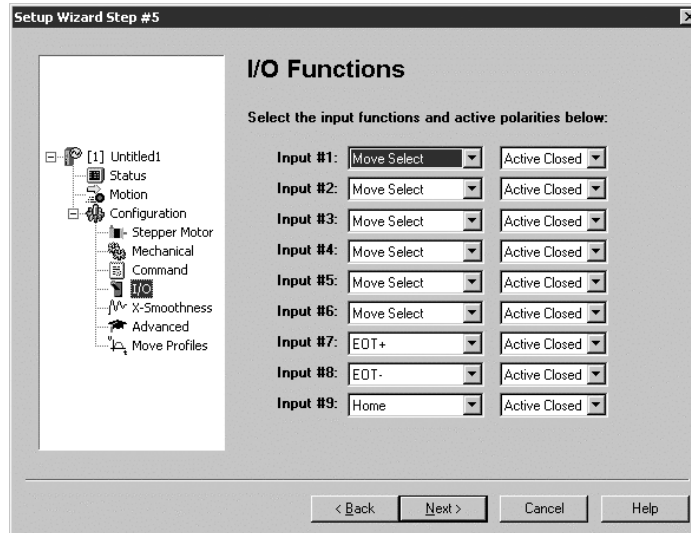 Setup Wizard Step #5
I/O Functions
Select the input functions and active polarities below:
[1] Untitled1
Status
Motion
Configuration
Stepper Motor
Mechanical
Command
I/O
X-Smoothness
Advanced
Move Profiles
Input #1: Move Select Active Closed
Input #2: Move Select Active Closed
Input #3: Move Select Active Closed
Input #4: Move Select Active Closed
Input #5: Move Select Active Closed
Input #6: Move Select Active Closed
Input #7: EOT+ Active Closed
Input #8: EOT- Active Closed
Input #9: Home Active Closed
< Back Next > Cancel Help